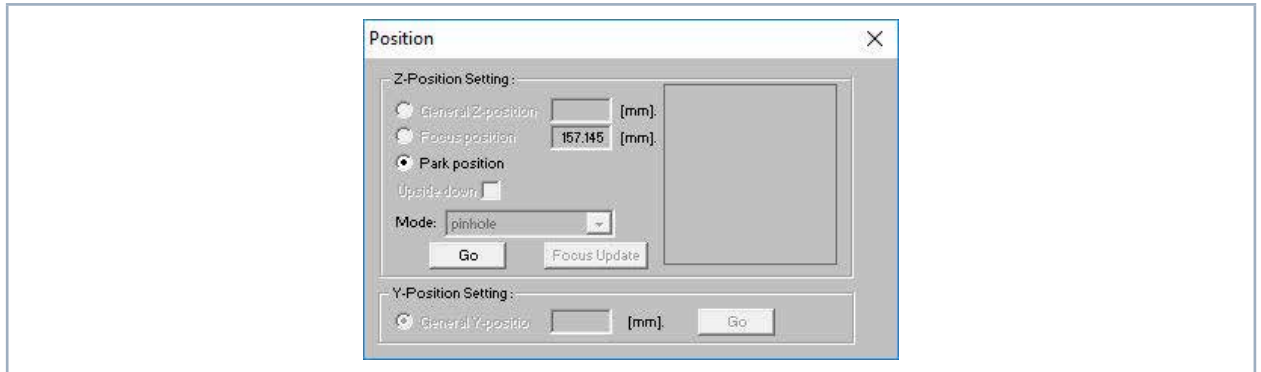 Position
Z-Position Setting:
General Z-position [mm].
Focus position 157.145 [mm].
Park position
Upside down
Mode: pinhole
Go Focus Update
Y-Position Setting:
General Y-positio [mm]. Go